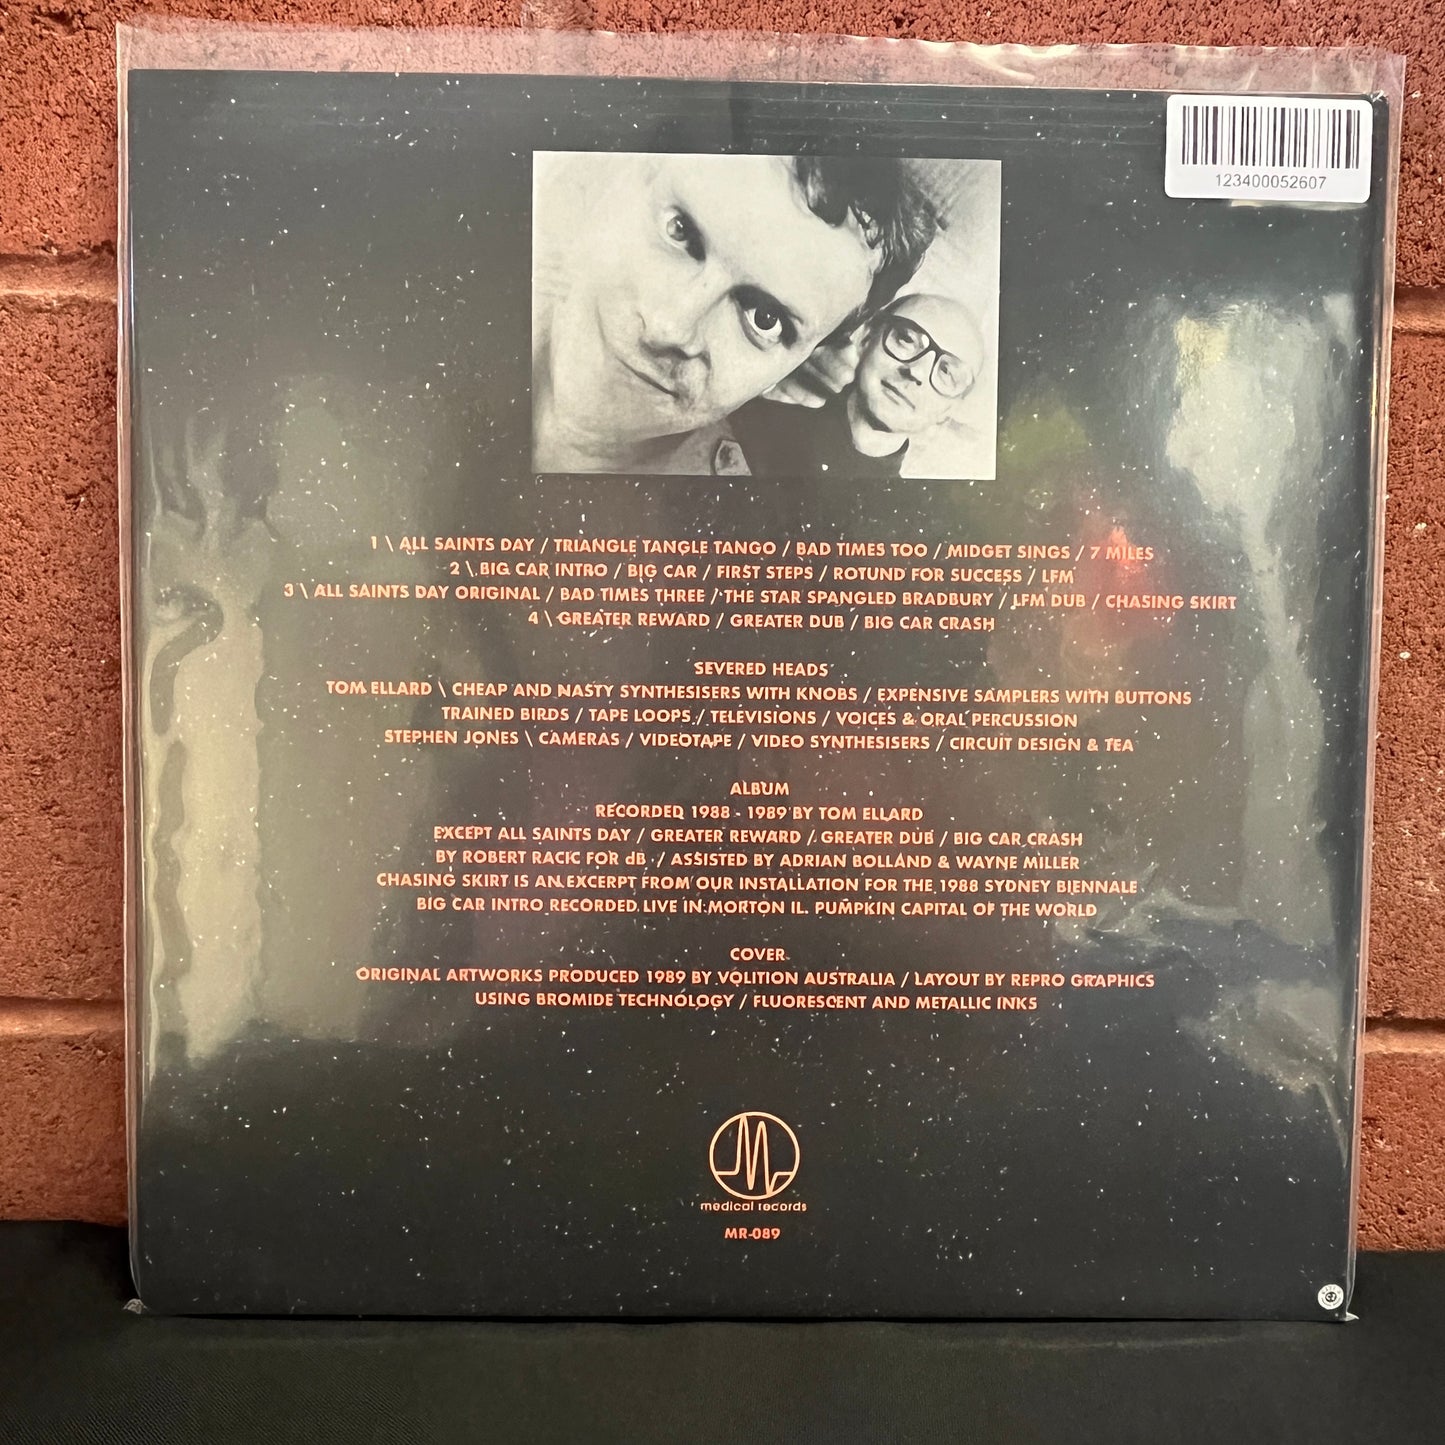 123400052607
1 \ ALL SAINTS DAY / TRIANGLE TANGLE TANGO / BAD TIMES TOO / MIDGET SINGS / 7 MILES
2 \ BIG CAR INTRO / BIG CAR / FIRST STEPS / ROTUND FOR SUCCESS / LFM
3 \ ALL SAINTS DAY ORIGINAL / BAD TIMES THREE / THE STAR SPANGLED BRADBURY / LFM DUB / CHASING SKIRT
4 \ GREATER REWARD / GREATER DUB / BIG CAR CRASH
SEVERED HEADS
TOM ELLARD \ CHEAP AND NASTY SYNTHESISERS WITH KNOBS / EXPENSIVE SAMPLERS WITH BUTTONS
TRAINED BIRDS / TAPE LOOPS / TELEVISIONS / VOICES & ORAL PERCUSSION
STEPHEN JONES \ CAMERAS / VIDEOTAPE / VIDEO SYNTHESISERS / CIRCUIT DESIGN & TEA
ALBUM
RECORDED 1988 - 1989 BY TOM ELLARD
EXCEPT ALL SAINTS DAY / GREATER REWARD / GREATER DUB / BIG CAR CRASH
BY ROBERT RACIC FOR dB / ASSISTED BY ADRIAN BOLLAND & WAYNE MILLER
CHASING SKIRT IS AN EXCERPT FROM OUR INSTALLATION FOR THE 1988 SYDNEY BIENNALE
BIG CAR INTRO RECORDED LIVE IN MORTON IL. PUMPKIN CAPITAL OF THE WORLD
COVER
ORIGINAL ARTWORKS PRODUCED 1989 BY VOLITION AUSTRALIA / LAYOUT BY REPRO GRAPHICS
USING BROMIDE TECHNOLOGY / FLUORESCENT AND METALLIC INKS
medical records
MR-089